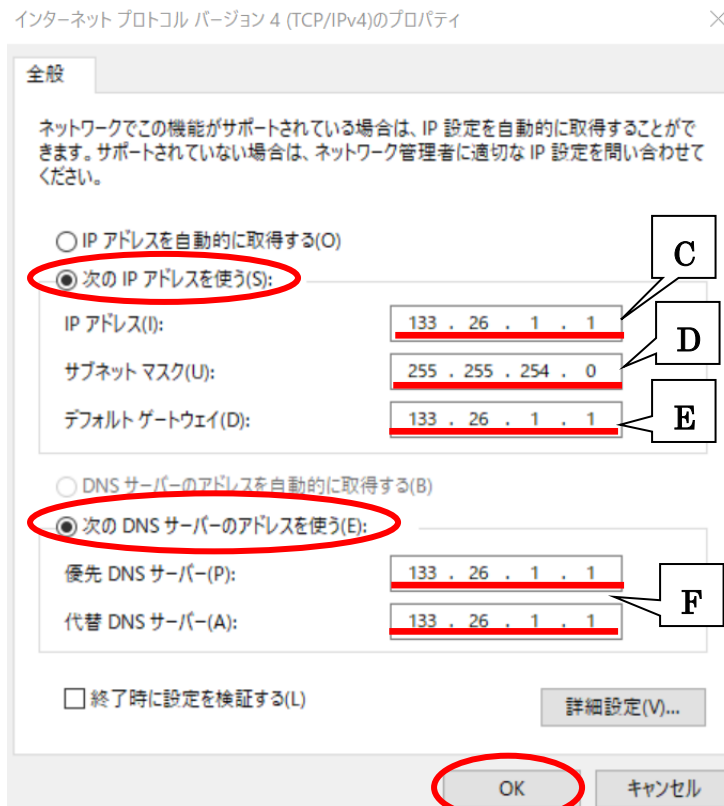 インターネット プロトコル バージョン 4 (TCP/IPv4)のプロパティ
全般
ネットワークでこの機能がサポートされている場合は、IP 設定を自動的に取得することがで
きます。サポートされていない場合は、ネットワーク管理者に適切な IP 設定を問い合わせて
ください。
IP アドレスを自動的に取得する(O)
次の IP アドレスを使う(S):
C
IP アドレス(I): 133 . 26 . 1 . 1
D
サブネット マスク(U): 255 . 255 . 254 . 0
デフォルト ゲートウェイ(D): 133 . 26 . 1 . 1
E
DNS サーバーのアドレスを自動的に取得する(B)
次の DNS サーバーのアドレスを使う(E):
優先 DNS サーバー(P): 133 . 26 . 1 . 1
F
代替 DNS サーバー(A): 133 . 26 . 1 . 1
終了時に設定を検証する(L)
詳細設定(V)...
OK キャンセル